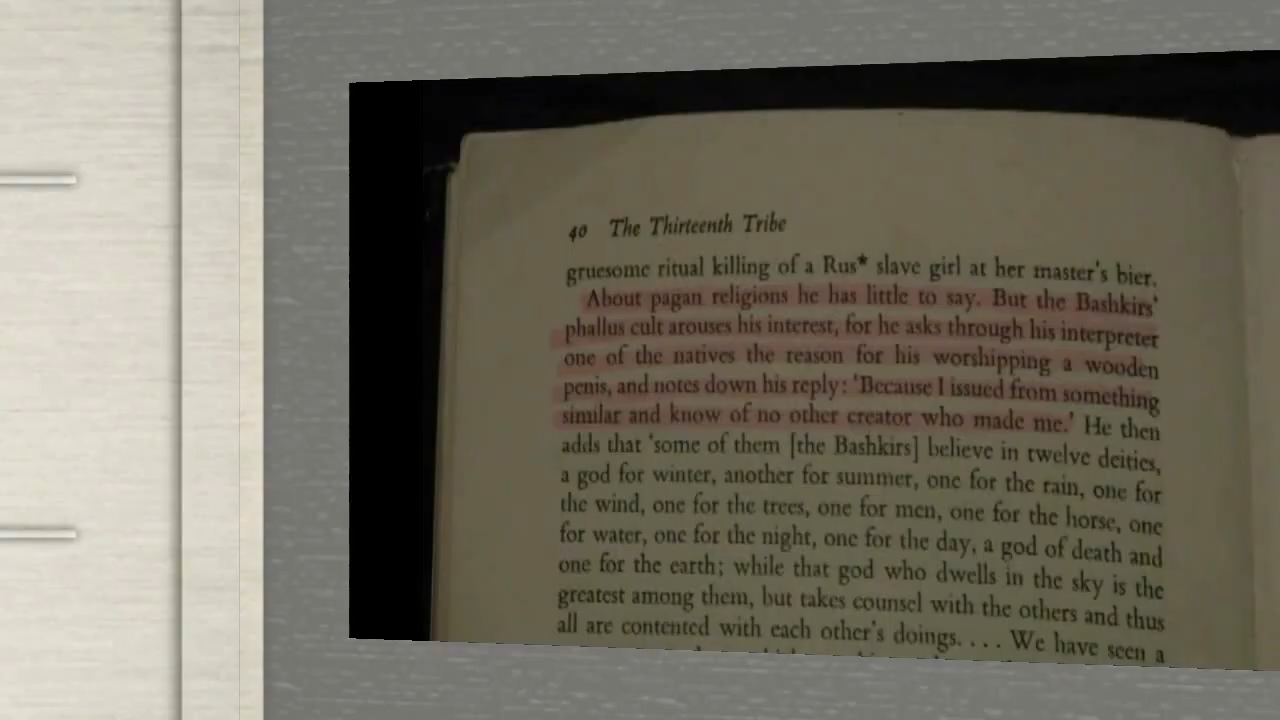 40 The Thirteenth Tribe
gruesome ritual killing of a Rus* slave girl at her master's bier.
About pagan religions he has little to say. But the Bashkirs'
phallus cult arouses his interest, for he asks through his interpreter
one of the natives the reason for his worshipping a wooden
penis, and notes down his reply: 'Because I issued from something
similar and know of no other creator who made me.' He then
adds that 'some of them [the Bashkirs] believe in twelve deities,
a god for winter, another for summer, one for the rain, one for
the wind, one for the trees, one for men, one for the horse, one
for water, one for the night, one for the day, a god of death and
one for the earth; while that god who dwells in the sky is the
greatest among them, but takes counsel with the others and thus
all are contented with each other's doings. . . . We have seen a